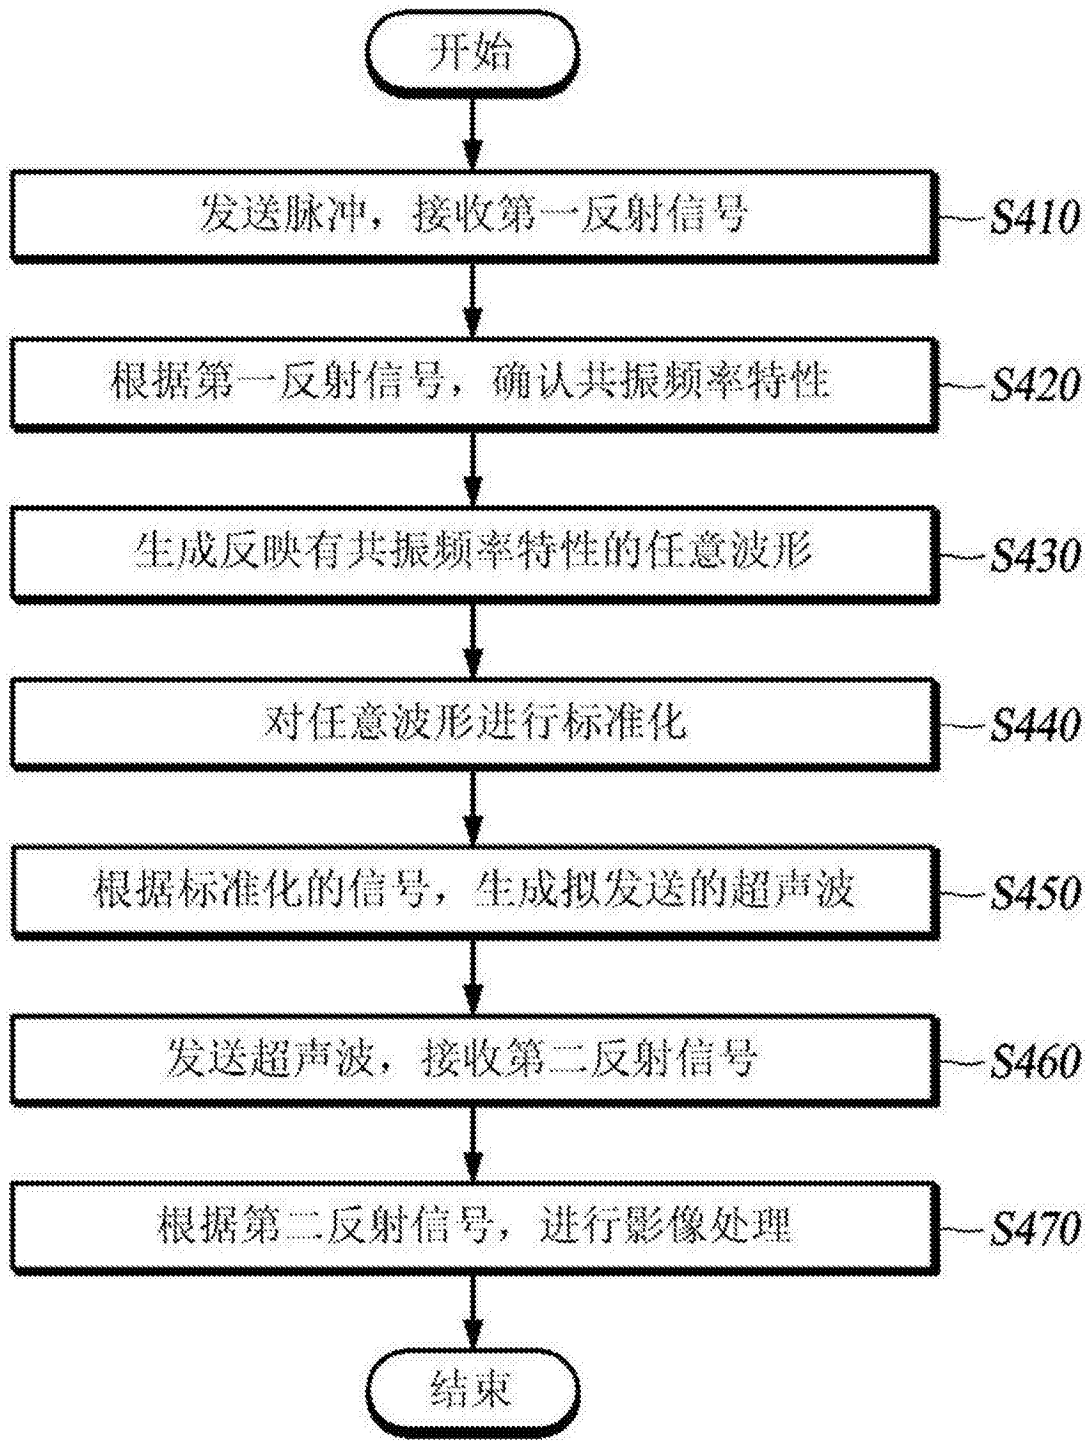 开始
发送脉冲，接收第一反射信号
S410
根据第一反射信号，确认共振频率特性
S420
生成反映有共振频率特性的任意波形
S430
对任意波形进行标准化
S440
根据标准化的信号，生成拟发送的超声波
S450
发送超声波，接收第二反射信号
S460
根据第二反射信号，进行影像处理
S470
结束